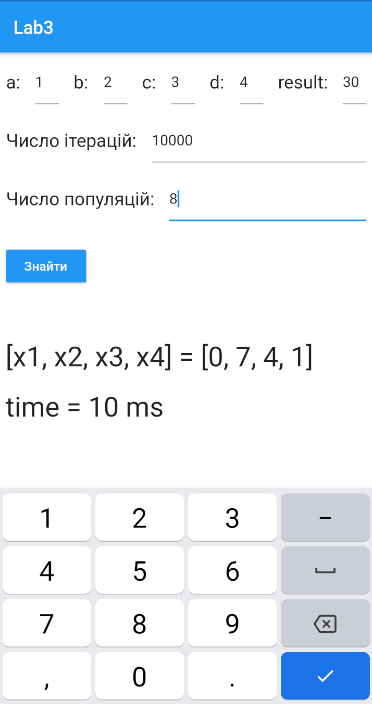 Lab3
a: 1 b: 2 c: 3 d: 4 result: 30
Число ітерацій: 10000
Число популяцій: 8
Знайти
[x1, x2, x3, x4] = [0, 7, 4, 1]
time = 10 ms
1 2 3 –
4 5 6
7 8 9
, 0 .